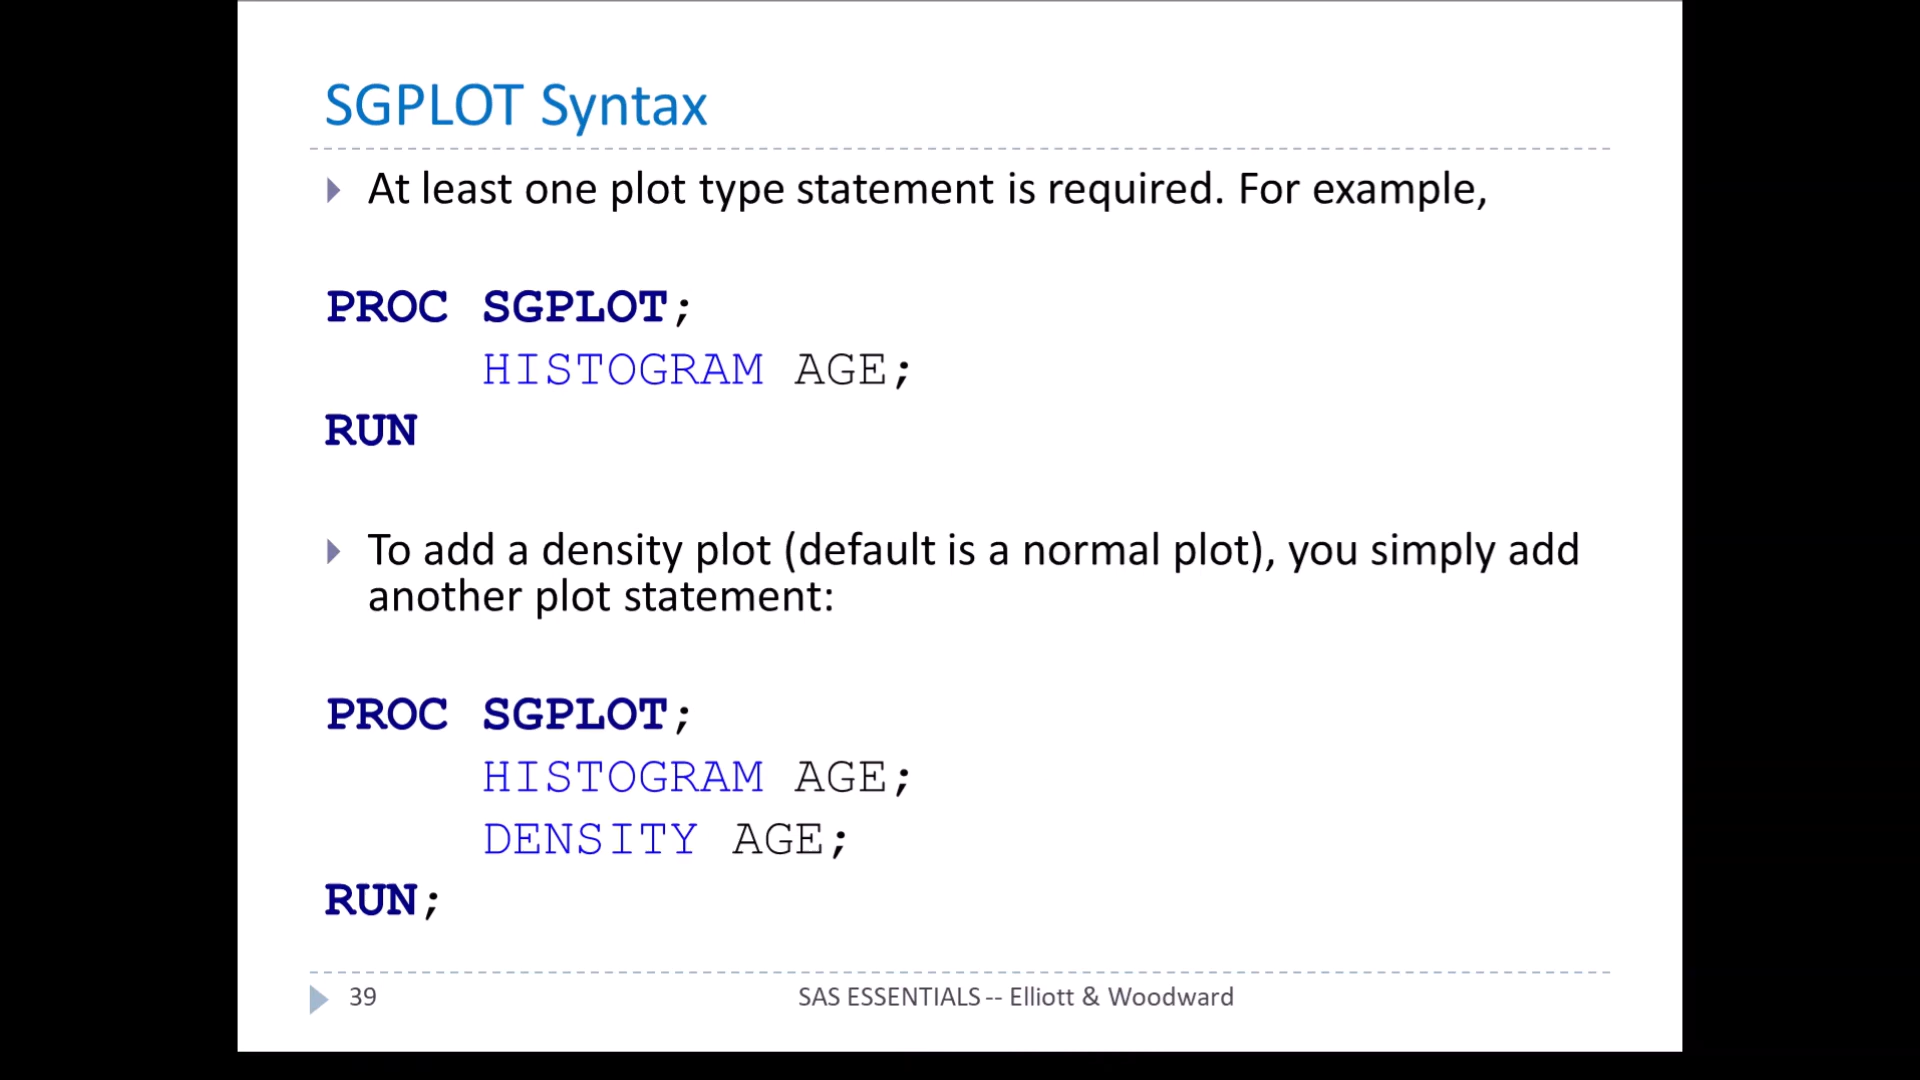 SGPLOT Syntax
At least one plot type statement is required. For example,
PROC SGPLOT;
HISTOGRAM AGE;
RUN
To add a density plot (default is a normal plot), you simply add
another plot statement:
PROC SGPLOT;
HISTOGRAM AGE;
DENSITY AGE;
RUN;
39 SAS ESSENTIALS -- Elliott & Woodward